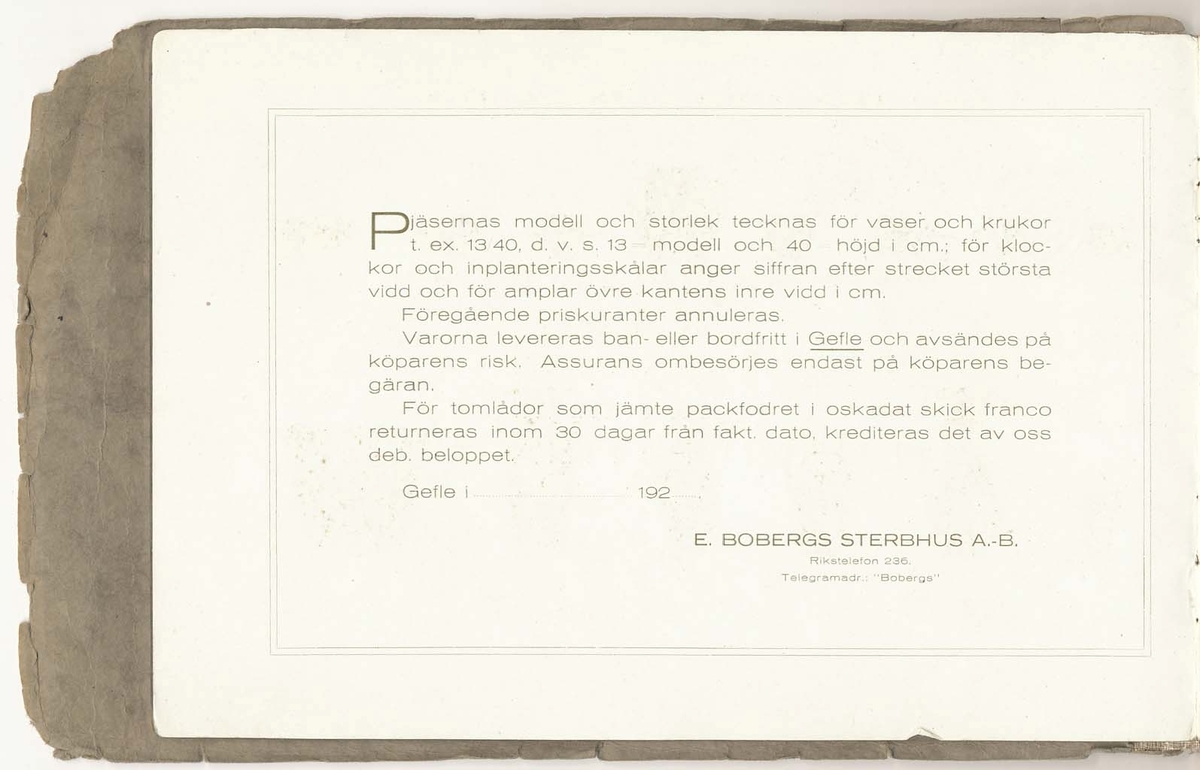 Pjäsernas modell och storlek tecknas för vaser och krukor
t. ex. 13 40, d. v. s. 13 = modell och 40 = höjd i cm.; för kloc-
kor och inplanteringsskålar anger siffran efter strecket största
vidd och för amplar övre kantens inre vidd i cm.
Föregående priskuranter annuleras.
Varorna levereras ban- eller bordfritt i Gefle och avsändes på
köparens risk. Assurans ombesörjes endast på köparens be-
gäran.
För tomlådor som jämte packfodret i oskadat skick franco
returneras inom 30 dagar från fakt. dato, krediteras det av oss
deb. beloppet.
Gefle i .................... 192......
E. BOBERGS STERBHUS A.-B.
Rikstelefon 236.
Telegramadr.: "Bobergs"